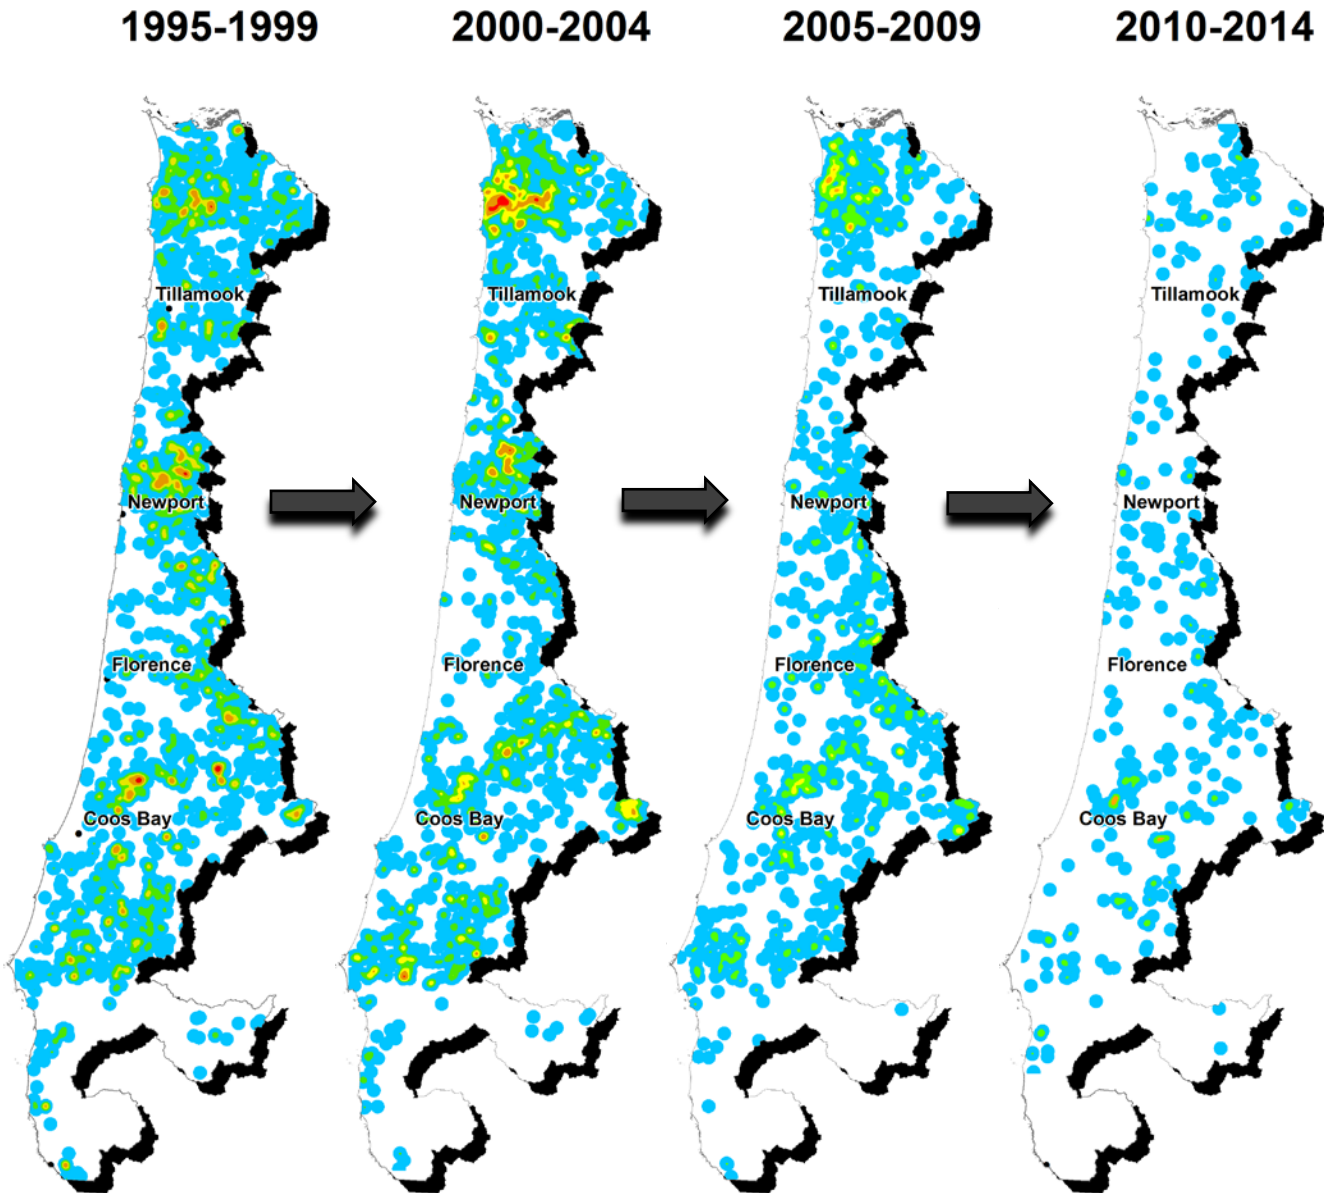 1995-1999 2000-2004 2005-2009 2010-2014
Tillamook Tillamook Tillamook Tillamook
Newport Newport Newport Newport
Florence Florence Florence Florence
Coos Bay Coos Bay Coos Bay Coos Bay